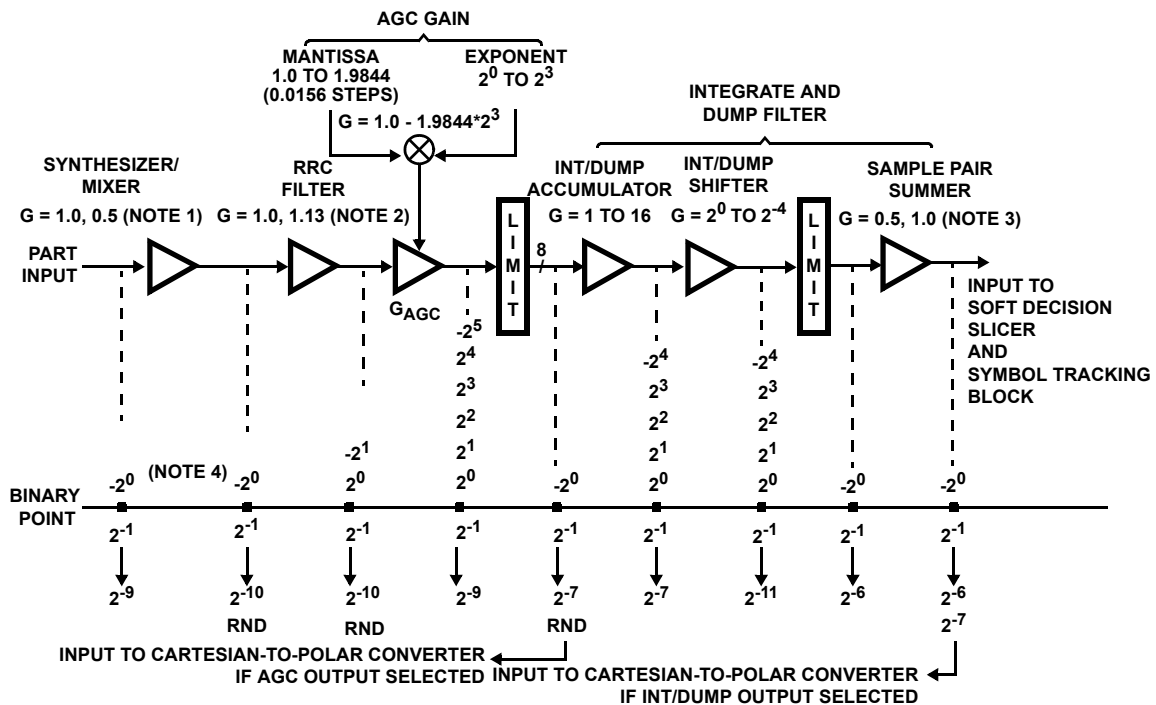 AGC GAIN
MANTISSA
1.0 TO 1.9844
(0.0156 STEPS)
EXPONENT
2^0 TO 2^3
G = 1.0 - 1.9844*2^3
INTEGRATE AND
DUMP FILTER
SYNTHESIZER/
MIXER
G = 1.0, 0.5 (NOTE 1)
RRC
FILTER
G = 1.0, 1.13 (NOTE 2)
INT/DUMP
ACCUMULATOR
G = 1 TO 16
INT/DUMP
SHIFTER
G = 2^0 TO 2^-4
SAMPLE PAIR
SUMMER
G = 0.5, 1.0 (NOTE 3)
PART
INPUT
G_AGC
LIMIT
8
LIMIT
INPUT TO
SOFT DECISION
SLICER
AND
SYMBOL TRACKING
BLOCK
-2^5
2^4 -2^4 -2^4
2^3 2^3 2^3
2^2 2^2 2^2
-2^1 2^1 2^1 2^1
-2^0 (NOTE 4) -2^0 2^0 2^0 -2^0 2^0 2^0 -2^0 -2^0
BINARY
POINT
2^-1 2^-1 2^-1 2^-1 2^-1 2^-1 2^-1 2^-1 2^-1
2^-9 2^-10 2^-10 2^-9 2^-7 2^-7 2^-11 2^-6 2^-6
RND RND RND 2^-7
INPUT TO CARTESIAN-TO-POLAR CONVERTER
IF AGC OUTPUT SELECTED
INPUT TO CARTESIAN-TO-POLAR CONVERTER
IF INT/DUMP OUTPUT SELECTED